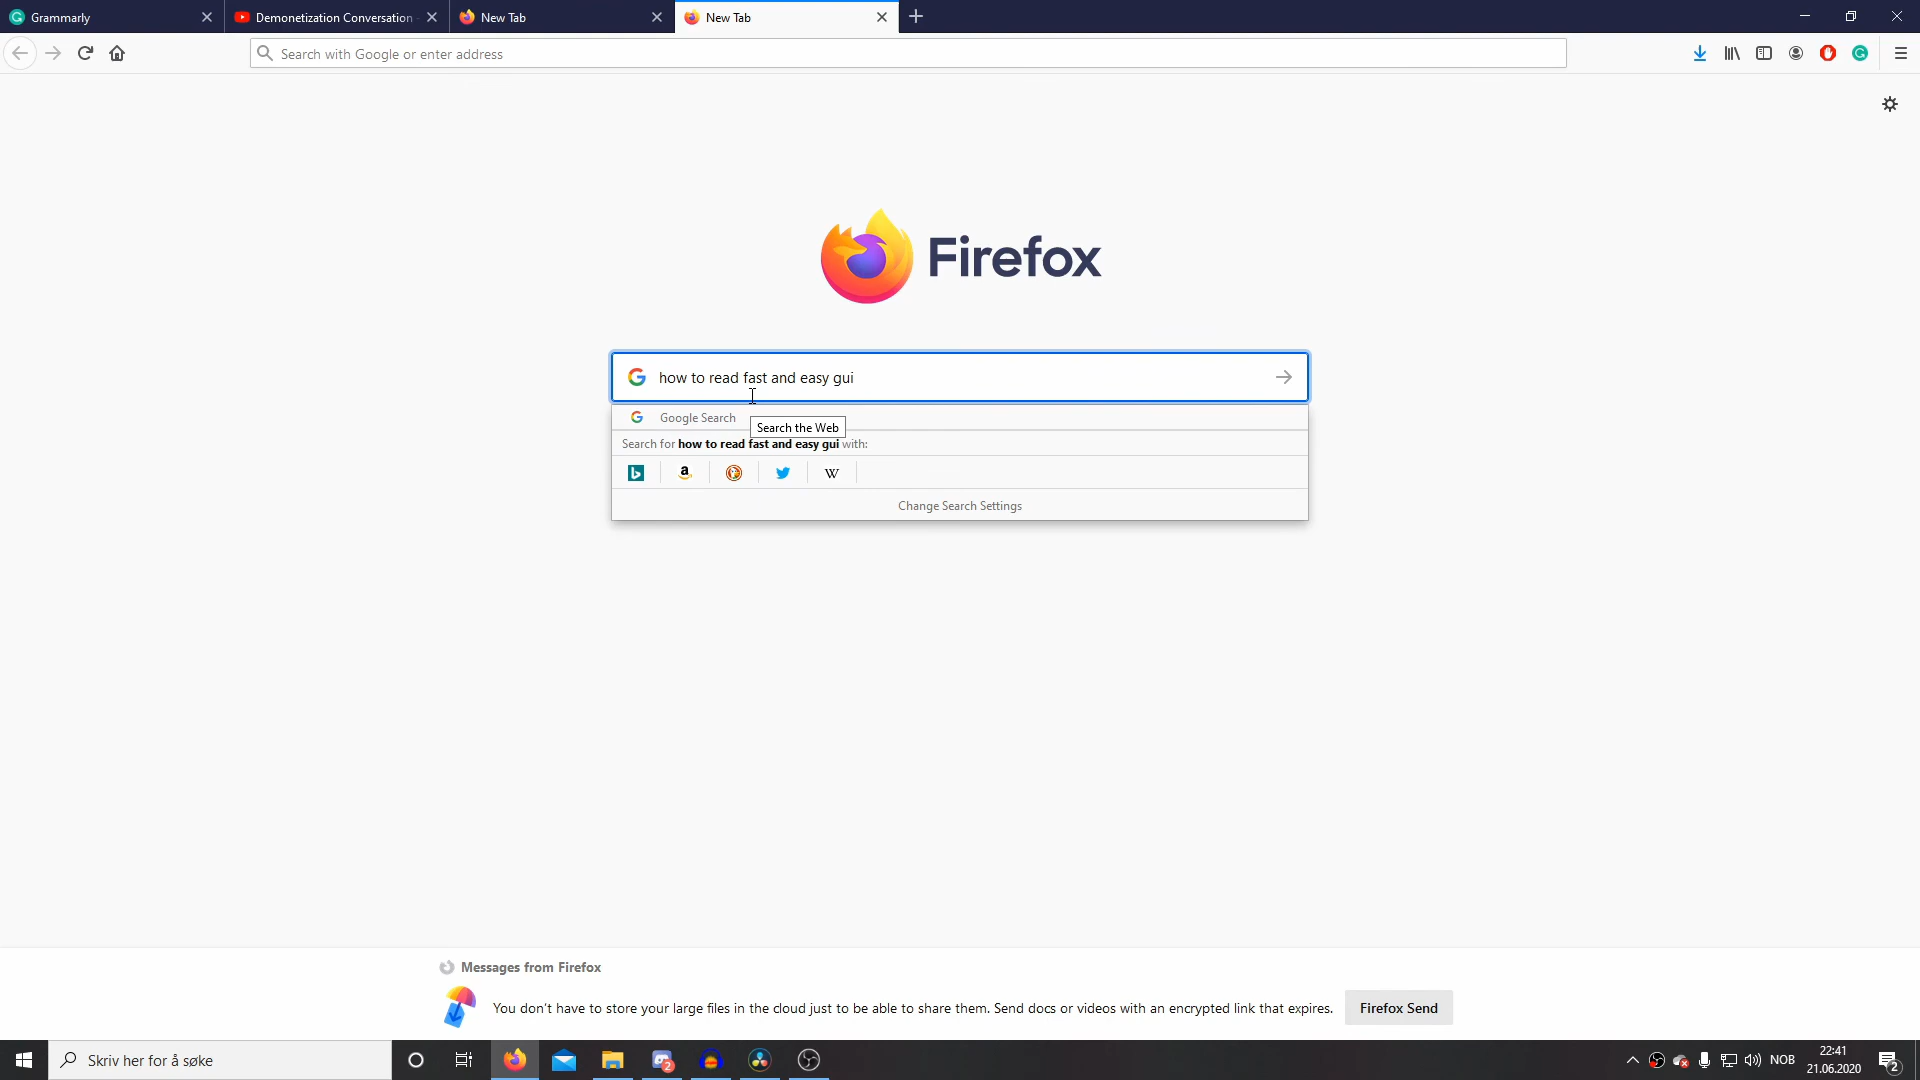 Grammarly
Demonetization Conversation
New Tab
New Tab
Search with Google or enter address
Firefox
how to read fast and easy gui
Google Search
Search the Web
Search for how to read fast and easy gui with:
Change Search Settings
Messages from Firefox
You don't have to store your large files in the cloud just to be able to share them. Send docs or videos with an encrypted link that expires.
Firefox Send
Skriv her for å søke
NOB
22:41
21.06.2020